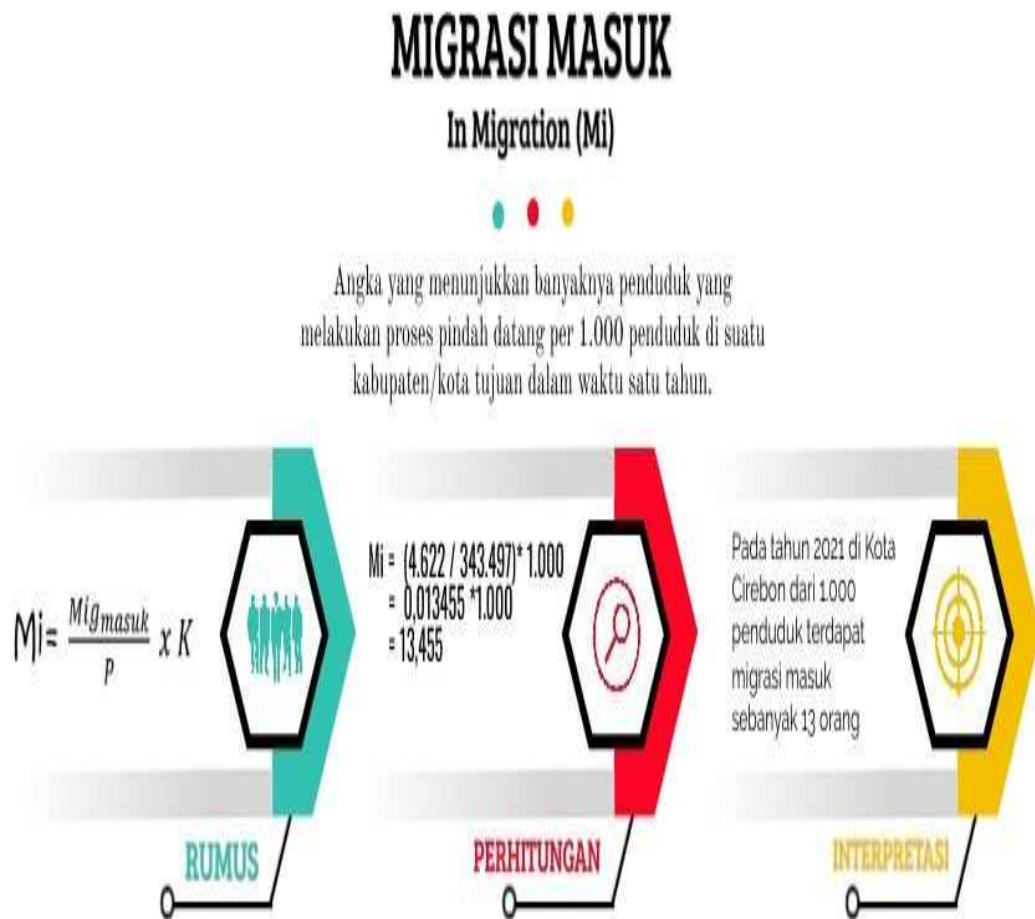 MIGRASI MASUK
In Migration (Mi)
Angka yang menunjukkan banyaknya penduduk yang
melakukan proses pindah datang per 1.000 penduduk di suatu
kabupaten/kota tujuan dalam waktu satu tahun.
Mi= Mig_masuk / P x K
RUMUS
Mi = (4.622 / 343.497)* 1.000
= 0,013455 *1.000
= 13,455
PERHITUNGAN
Pada tahun 2021 di Kota
Cirebon dari 1.000
penduduk terdapat
migrasi masuk
sebanyak 13 orang
INTERPRETASI